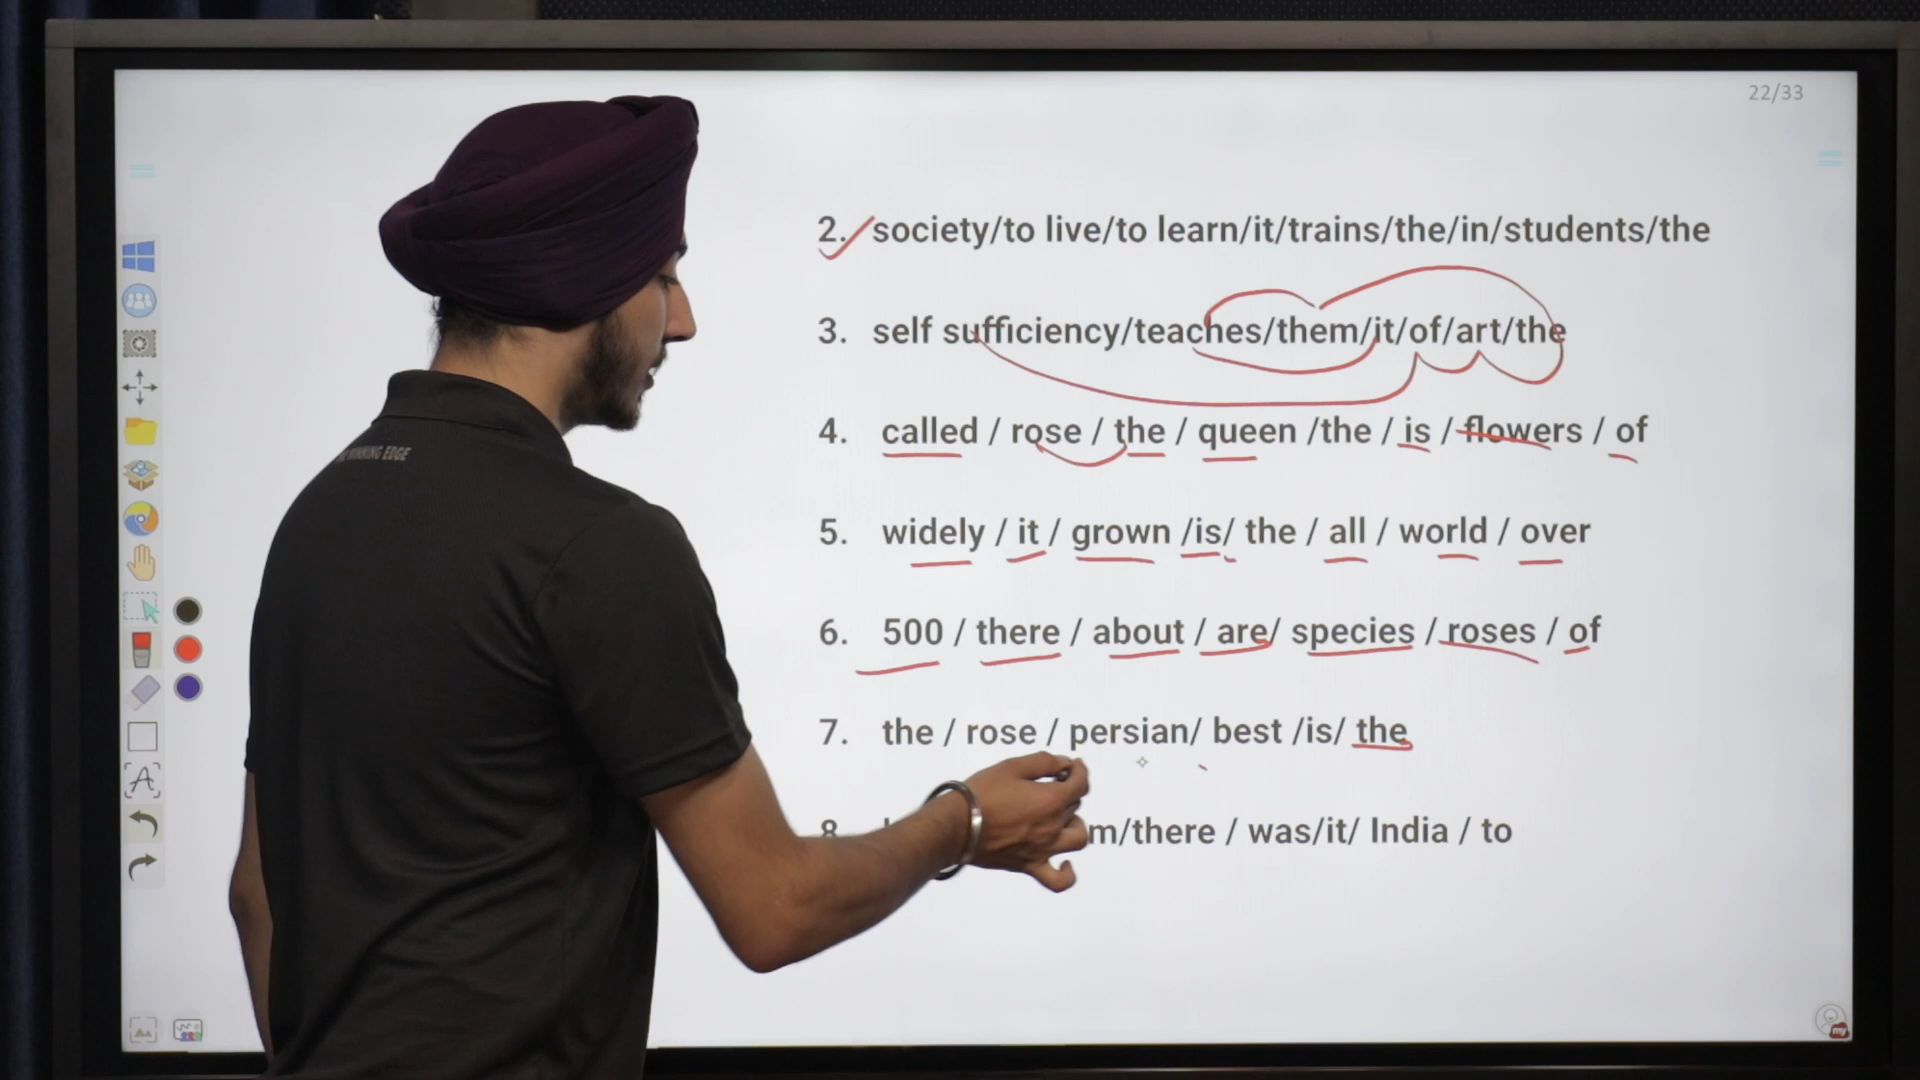 22/33
2. society/to live/to learn/it/trains/the/in/students/the
3. self sufficiency/teaches/them/it/of/art/the
4. called / rose / the / queen /the / is / flowers / of
WINNING EDGE
5. widely / it / grown /is/ the / all / world / over
6. 500 / there / about / are/ species / roses / of
7. the / rose / persian/ best /is/ the
8. m/there / was/it/ India / to